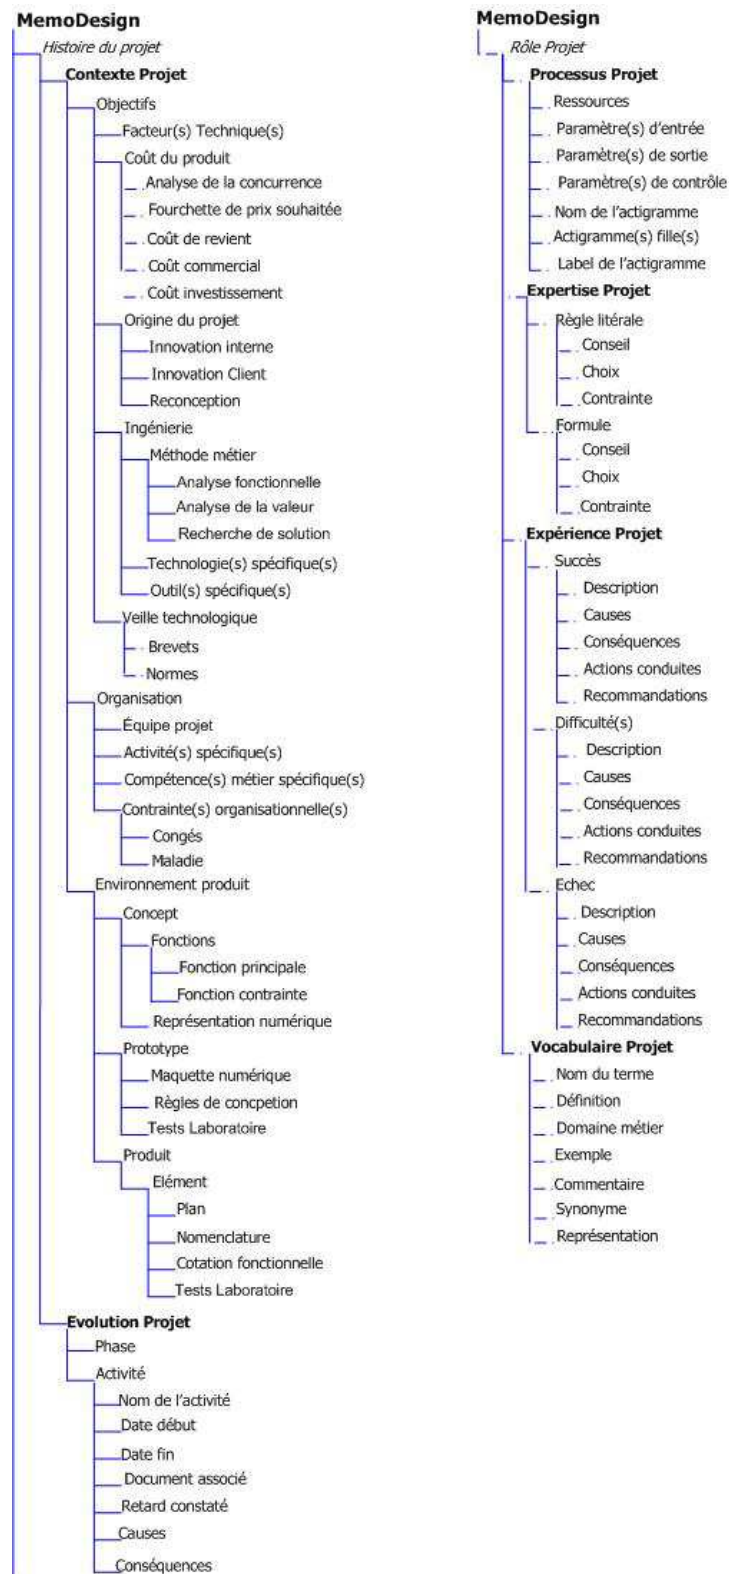 MemoDesign
Histoire du projet
Contexte Projet
Objectifs
Facteur(s) Technique(s)
Coût du produit
Analyse de la concurrence
Fourchette de prix souhaitée
Coût de revient
Coût commercial
Coût investissement
Origine du projet
Innovation interne
Innovation Client
Reconception
Ingénierie
Méthode métier
Analyse fonctionnelle
Analyse de la valeur
Recherche de solution
Technologie(s) spécifique(s)
Outil(s) spécifique(s)
Veille technologique
Brevets
Normes
Organisation
Équipe projet
Activité(s) spécifique(s)
Compétence(s) métier spécifique(s)
Contrainte(s) organisationnelle(s)
Congés
Maladie
Environnement produit
Concept
Fonctions
Fonction principale
Fonction contrainte
Représentation numérique
Prototype
Maquette numérique
Règles de concpetion
Tests Laboratoire
Produit
Elément
Plan
Nomenclature
Cotation fonctionnelle
Tests Laboratoire
Evolution Projet
Phase
Activité
Nom de l'activité
Date début
Date fin
Document associé
Retard constaté
Causes
Conséquences
MemoDesign
Rôle Projet
Processus Projet
Ressources
Paramètre(s) d'entrée
Paramètre(s) de sortie
Paramètre(s) de contrôle
Nom de l'actigramme
Actigramme(s) fille(s)
Label de l'actigramme
Expertise Projet
Règle litérale
Conseil
Choix
Contrainte
Formule
Conseil
Choix
Contrainte
Expérience Projet
Succès
Description
Causes
Conséquences
Actions conduites
Recommandations
Difficulté(s)
Description
Causes
Conséquences
Actions conduites
Recommandations
Echec
Description
Causes
Conséquences
Actions conduites
Recommandations
Vocabulaire Projet
Nom du terme
Définition
Domaine métier
Exemple
Commentaire
Synonyme
Représentation